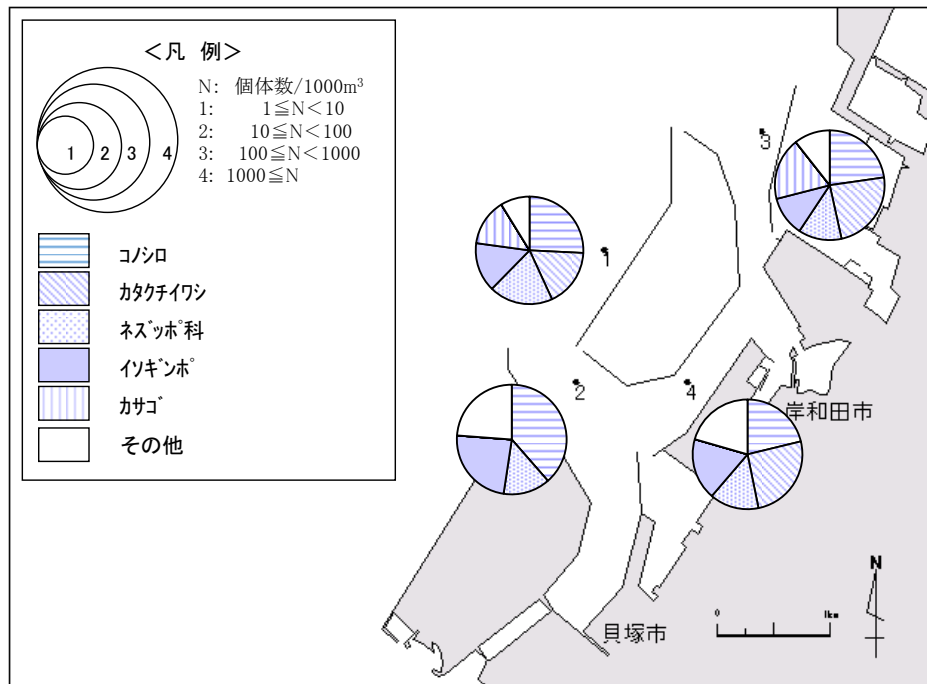 ＜凡 例＞
N: 個体数/1000m³
1: 1≦N＜10
2: 10≦N＜100
3: 100≦N＜1000
4: 1000≦N
1 2 3 4
ｺﾉｼﾛ
ｶﾀｸﾁｲﾜｼ
ﾈｽﾞｯﾎﾟ科
ｲｿｷﾞﾝﾎﾟ
ｶｻｺﾞ
その他
3
1
2
4
岸和田市
貝塚市
N
0 1km